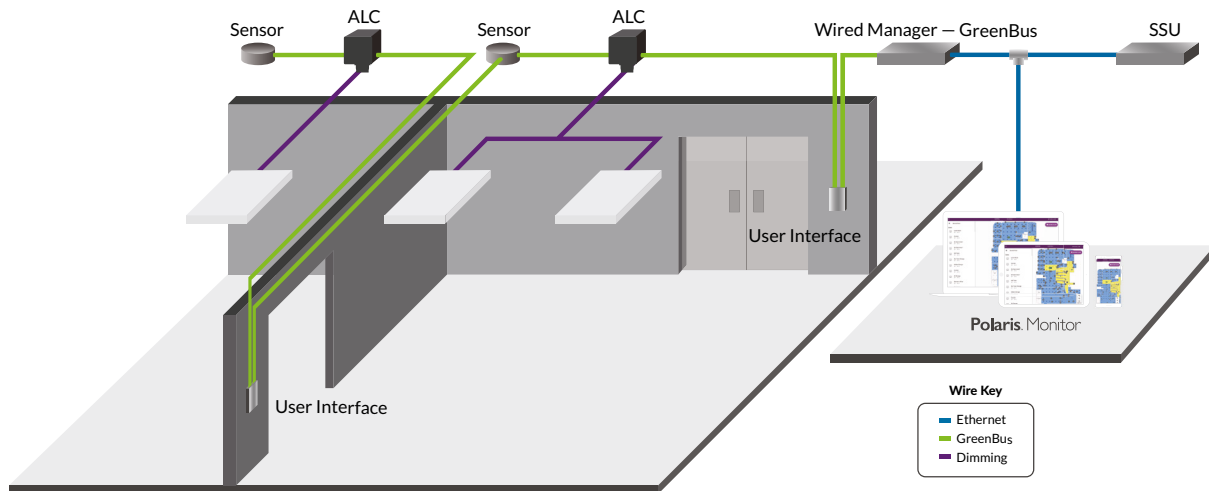 ALC
Sensor
ALC
Sensor
Wired Manager – GreenBus
SSU
User Interface
Polaris. Monitor
User Interface
Wire Key
Ethernet
GreenBus
Dimming